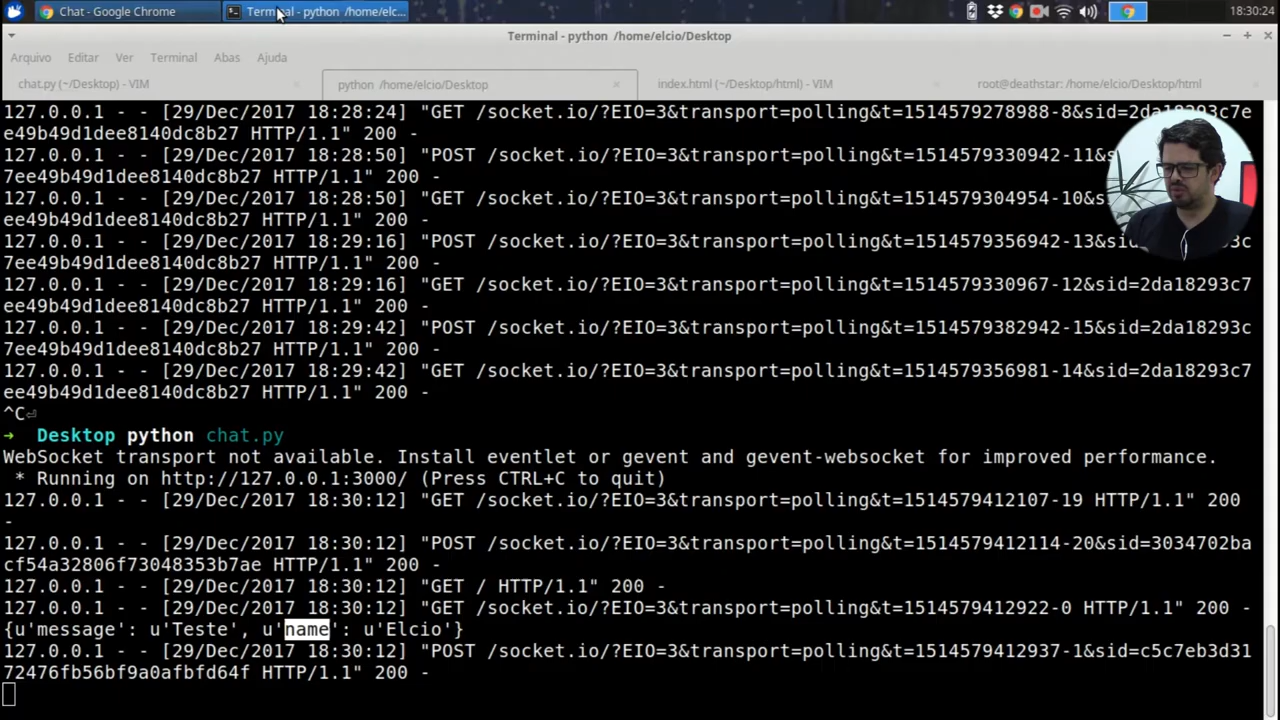 Chat - Google Chrome
Terminal - python /home/elc...
18:30:24
Terminal - python /home/elcio/Desktop
Arquivo Editar Ver Terminal Abas Ajuda
chat.py (~/Desktop) - VIM
python /home/elcio/Desktop
index.html (~/Desktop/html) - VIM
root@deathstar: /home/elcio/Desktop/html
127.0.0.1 - - [29/Dec/2017 18:28:24] "GET /socket.io/?EIO=3&transport=polling&t=1514579278988-8&sid=2da18293c7e
e49b49d1dee8140dc8b27 HTTP/1.1" 200 -
127.0.0.1 - - [29/Dec/2017 18:28:50] "POST /socket.io/?EIO=3&transport=polling&t=1514579330942-11&s
7ee49b49d1dee8140dc8b27 HTTP/1.1" 200 -
127.0.0.1 - - [29/Dec/2017 18:28:50] "GET /socket.io/?EIO=3&transport=polling&t=1514579304954-10&s
ee49b49d1dee8140dc8b27 HTTP/1.1" 200 -
127.0.0.1 - - [29/Dec/2017 18:29:16] "POST /socket.io/?EIO=3&transport=polling&t=1514579356942-13& c
7ee49b49d1dee8140dc8b27 HTTP/1.1" 200 -
127.0.0.1 - - [29/Dec/2017 18:29:16] "GET /socket.io/?EIO=3&transport=polling&t=1514579330967-12&sid=2da18293c7
ee49b49d1dee8140dc8b27 HTTP/1.1" 200 -
127.0.0.1 - - [29/Dec/2017 18:29:42] "POST /socket.io/?EIO=3&transport=polling&t=1514579382942-15&sid=2da18293c
7ee49b49d1dee8140dc8b27 HTTP/1.1" 200 -
127.0.0.1 - - [29/Dec/2017 18:29:42] "GET /socket.io/?EIO=3&transport=polling&t=1514579356981-14&sid=2da18293c7
ee49b49d1dee8140dc8b27 HTTP/1.1" 200 -
^C⏎
➜ Desktop python chat.py
WebSocket transport not available. Install eventlet or gevent and gevent-websocket for improved performance.
* Running on http://127.0.0.1:3000/ (Press CTRL+C to quit)
127.0.0.1 - - [29/Dec/2017 18:30:12] "GET /socket.io/?EIO=3&transport=polling&t=1514579412107-19 HTTP/1.1" 200
-
127.0.0.1 - - [29/Dec/2017 18:30:12] "POST /socket.io/?EIO=3&transport=polling&t=1514579412114-20&sid=3034702ba
cf54a32806f73048353b7ae HTTP/1.1" 200 -
127.0.0.1 - - [29/Dec/2017 18:30:12] "GET / HTTP/1.1" 200 -
127.0.0.1 - - [29/Dec/2017 18:30:12] "GET /socket.io/?EIO=3&transport=polling&t=1514579412922-0 HTTP/1.1" 200 -
{u'message': u'Teste', u'name': u'Elcio'}
127.0.0.1 - - [29/Dec/2017 18:30:12] "POST /socket.io/?EIO=3&transport=polling&t=1514579412937-1&sid=c5c7eb3d31
72476fb56bf9a0afbfd64f HTTP/1.1" 200 -